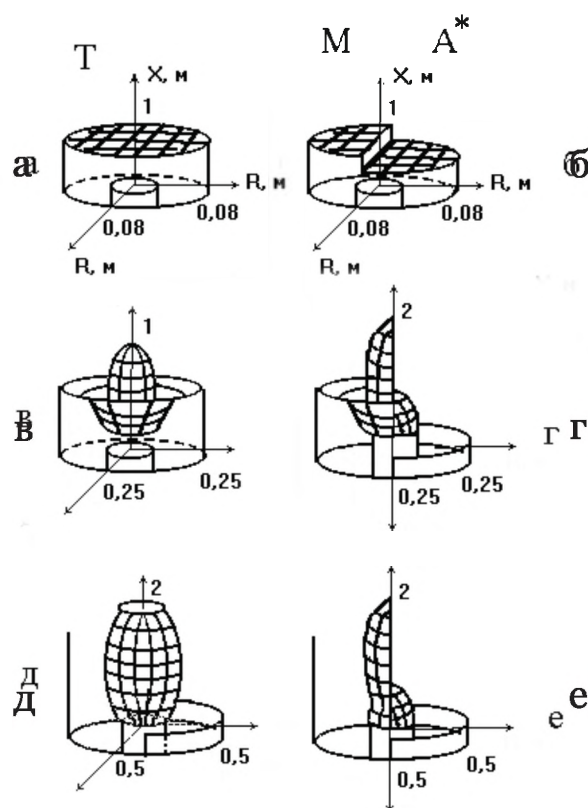 Т М А*
Х, м Х, м
1 1
а б
R, м R, м
0,08 0,08 0,08 0,08
R, м R, м
1 2
в г
0,25 0,25 0,25 0,25
2 2
д е
0,5 0,5 0,5 0,5